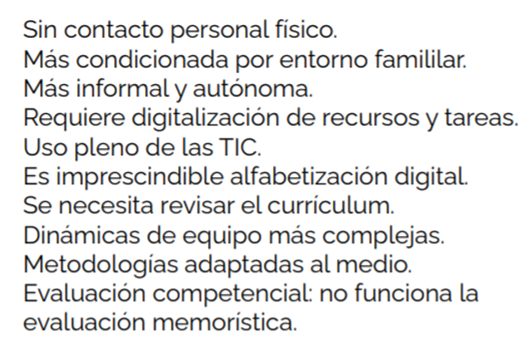 Sin contacto personal físico.
Más condicionada por entorno famililar.
Más informal y autónoma.
Requiere digitalización de recursos y tareas.
Uso pleno de las TIC.
Es imprescindible alfabetización digital.
Se necesita revisar el currículum.
Dinámicas de equipo más complejas.
Metodologías adaptadas al medio.
Evaluación competencial: no funciona la
evaluación memorística.